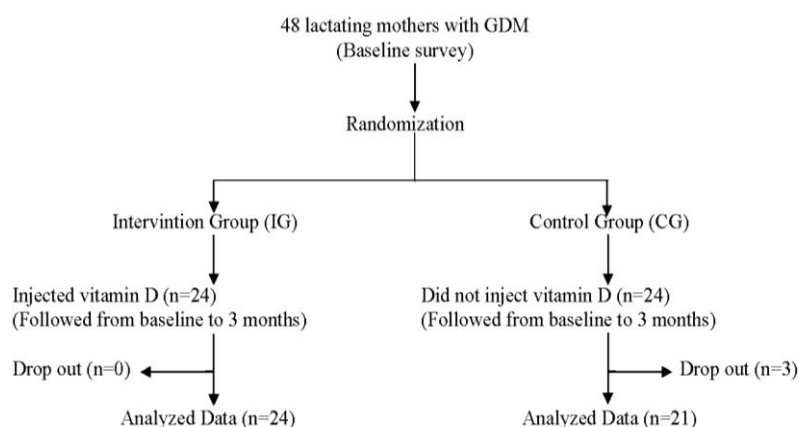 48 lactating mothers with GDM
(Baseline survey)
Randomization
Intervintion Group (IG)
Control Group (CG)
Injected vitamin D (n=24)
(Followed from baseline to 3 months)
Did not inject vitamin D (n=24)
(Followed from baseline to 3 months)
Drop out (n=0)
Drop out (n=3)
Analyzed Data (n=24)
Analyzed Data (n=21)